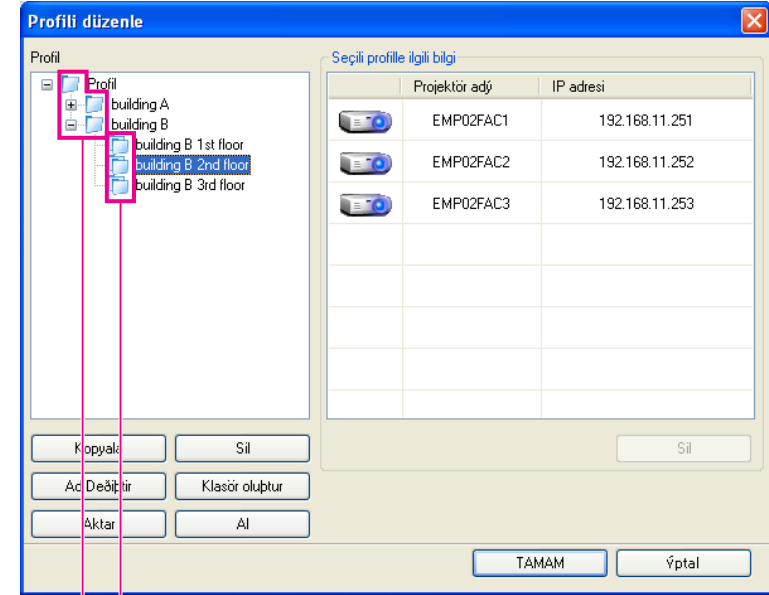 Profili düzenle
Profil
Seçili profille ilgili bilgi
Profil
building A
building B
building B 1st floor
building B 2nd floor
building B 3rd floor
Projektör adý IP adresi
EMP02FAC1 192.168.11.251
EMP02FAC2 192.168.11.252
EMP02FAC3 192.168.11.253
Kopyala Sil
Sil
Ad Deðiþtir Klasör oluþtur
Aktar Al
TAMAM Ýptal